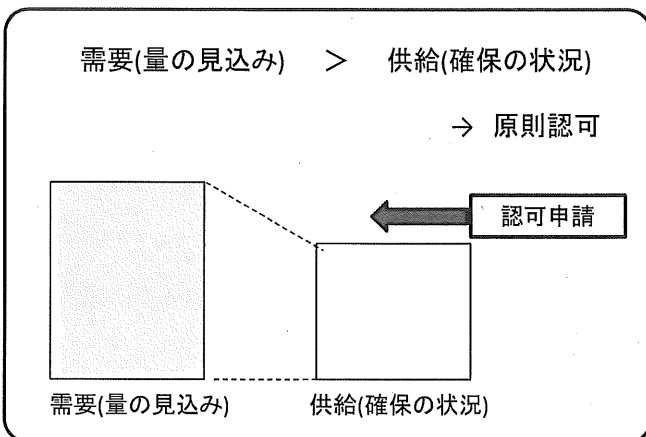 需要(量の見込み) > 供給(確保の状況)
→ 原則認可
認可申請
需要(量の見込み) 供給(確保の状況)